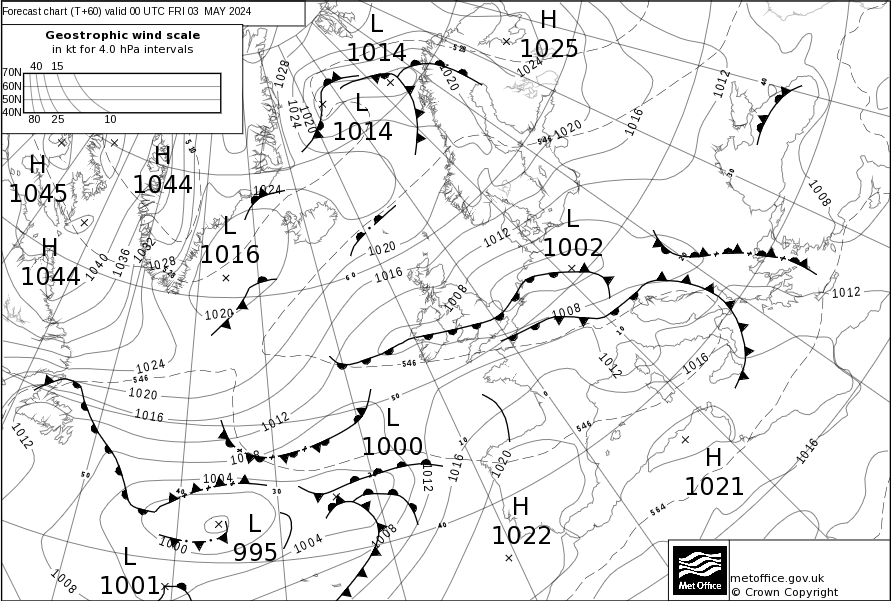 Forecast chart (T+60) valid 00 UTC FRI 03 MAY 2024
Geostrophic wind scale
in kt for 4.0 hPa intervals
40 15
70N
60N
50N
40N
80 25 10
L
1014
H
1025
L
1014
H
1045
H
1044
H
1044
L
1016
L
1002
L
1000
L
995
L
1001
H
1022
H
1021
1028
1024
1020
1020
1024
528
1012
40
1016
1020
546
1008
1024
510
1040
1036
1032
1028
528
1020
1016
60
1012
1008
1008
1012
1020
1024
546
1020
1016
1012
546
10
1012
1016
50
0
546
10
1012
1016
1020
1016
564
50
1012
1008
1004
40
30
1000
1004
1008
40
1008
Met Office
metoffice.gov.uk
© Crown Copyright